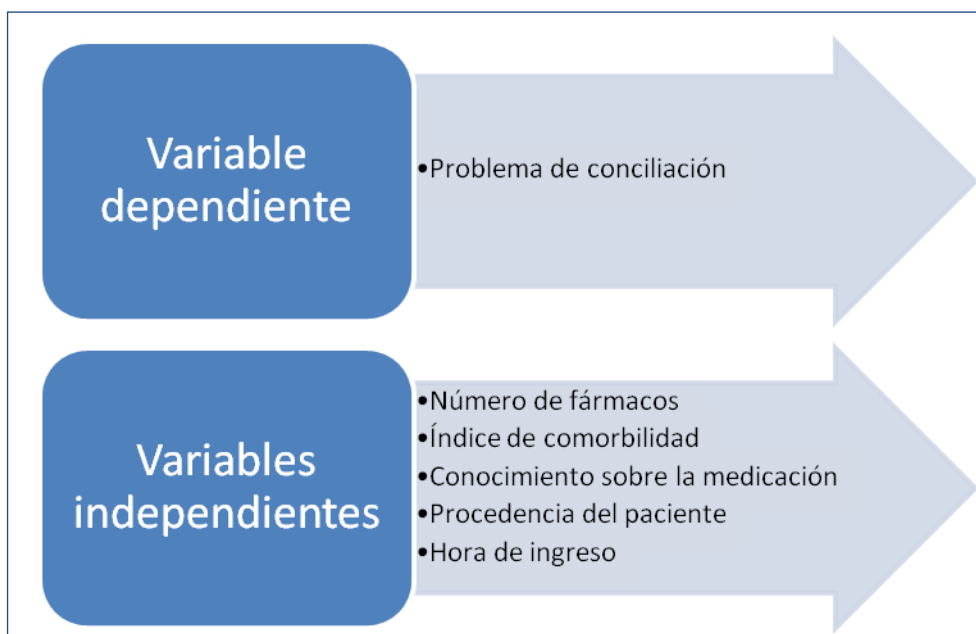 Variable
dependiente
•Problema de conciliación
Variables
independientes
•Número de fármacos
•Índice de comorbilidad
•Conocimiento sobre la medicación
•Procedencia del paciente
•Hora de ingreso